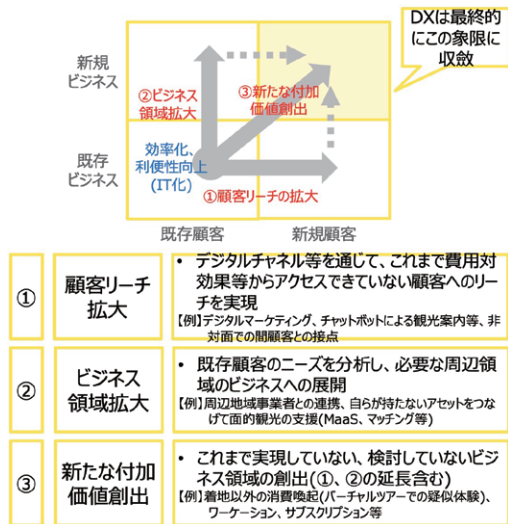 DXは最終的
にこの象限に
収斂
新規
ビジネス
②ビジネス
領域拡大
③新たな付加
価値創出
既存
ビジネス
効率化、
利便性向上
(IT化)
①顧客リーチの拡大
既存顧客
新規顧客
①
顧客リーチ
拡大
• デジタルチャネル等を通じて、これまで費用対
効果等からアクセスできていない顧客へのリー
チを実現
【例】デジタルマーケティング、チャットボットによる観光案内等、非
対面での間顧客との接点
②
ビジネス
領域拡大
• 既存顧客のニーズを分析し、必要な周辺領
域のビジネスへの展開
【例】周辺地域事業者との連携、自らが持たないアセットをつな
げて面的観光の支援(MaaS、マッチング等)
③
新たな付加
価値創出
• これまで実現していない、検討していないビジ
ネス領域の創出(①、②の延長含む)
【例】着地以外の消費喚起(バーチャルツアーでの疑似体験)、
ワーケーション、サブスクリプション等